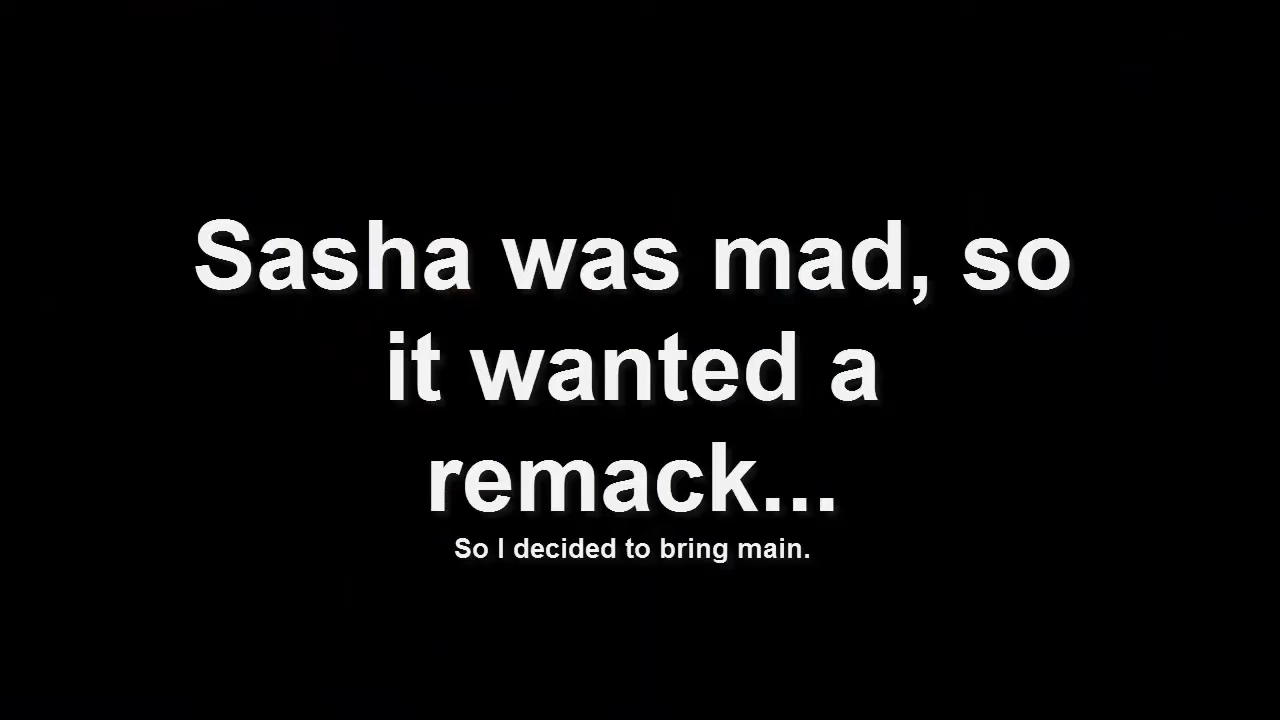 Sasha was mad, so
it wanted a
remack...
So I decided to bring main.